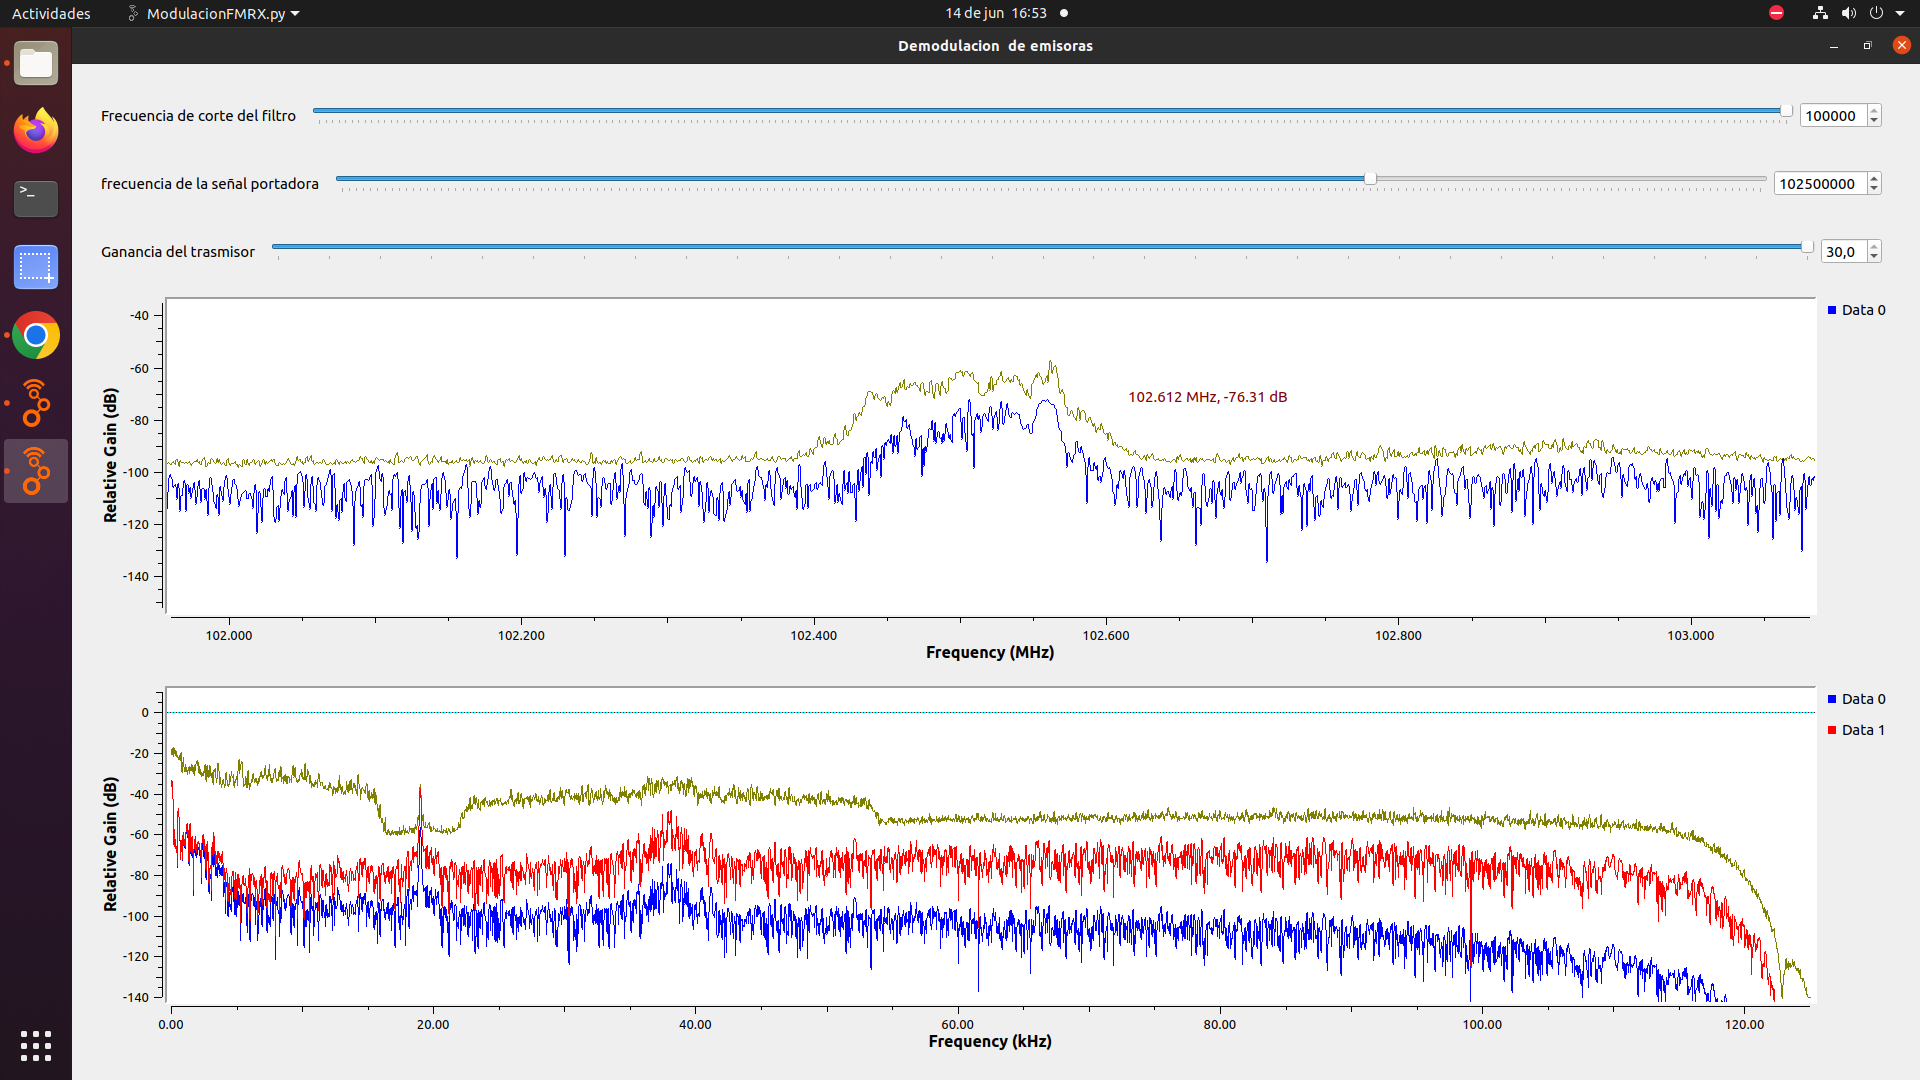 Actividades ModulacionFMRX.py 14 de jun 16:53
Demodulacion de emisoras
Frecuencia de corte del filtro 100000
frecuencia de la señal portadora 102500000
Ganancia del trasmisor 30,0
Relative Gain (dB)
-40
-60
-80
-100
-120
-140
102.612 MHz, -76.31 dB
Data 0
102.000 102.200 102.400 102.600 102.800 103.000
Frequency (MHz)
Relative Gain (dB)
0
-20
-40
-60
-80
-100
-120
-140
Data 0
Data 1
0.00 20.00 40.00 60.00 80.00 100.00 120.00
Frequency (kHz)